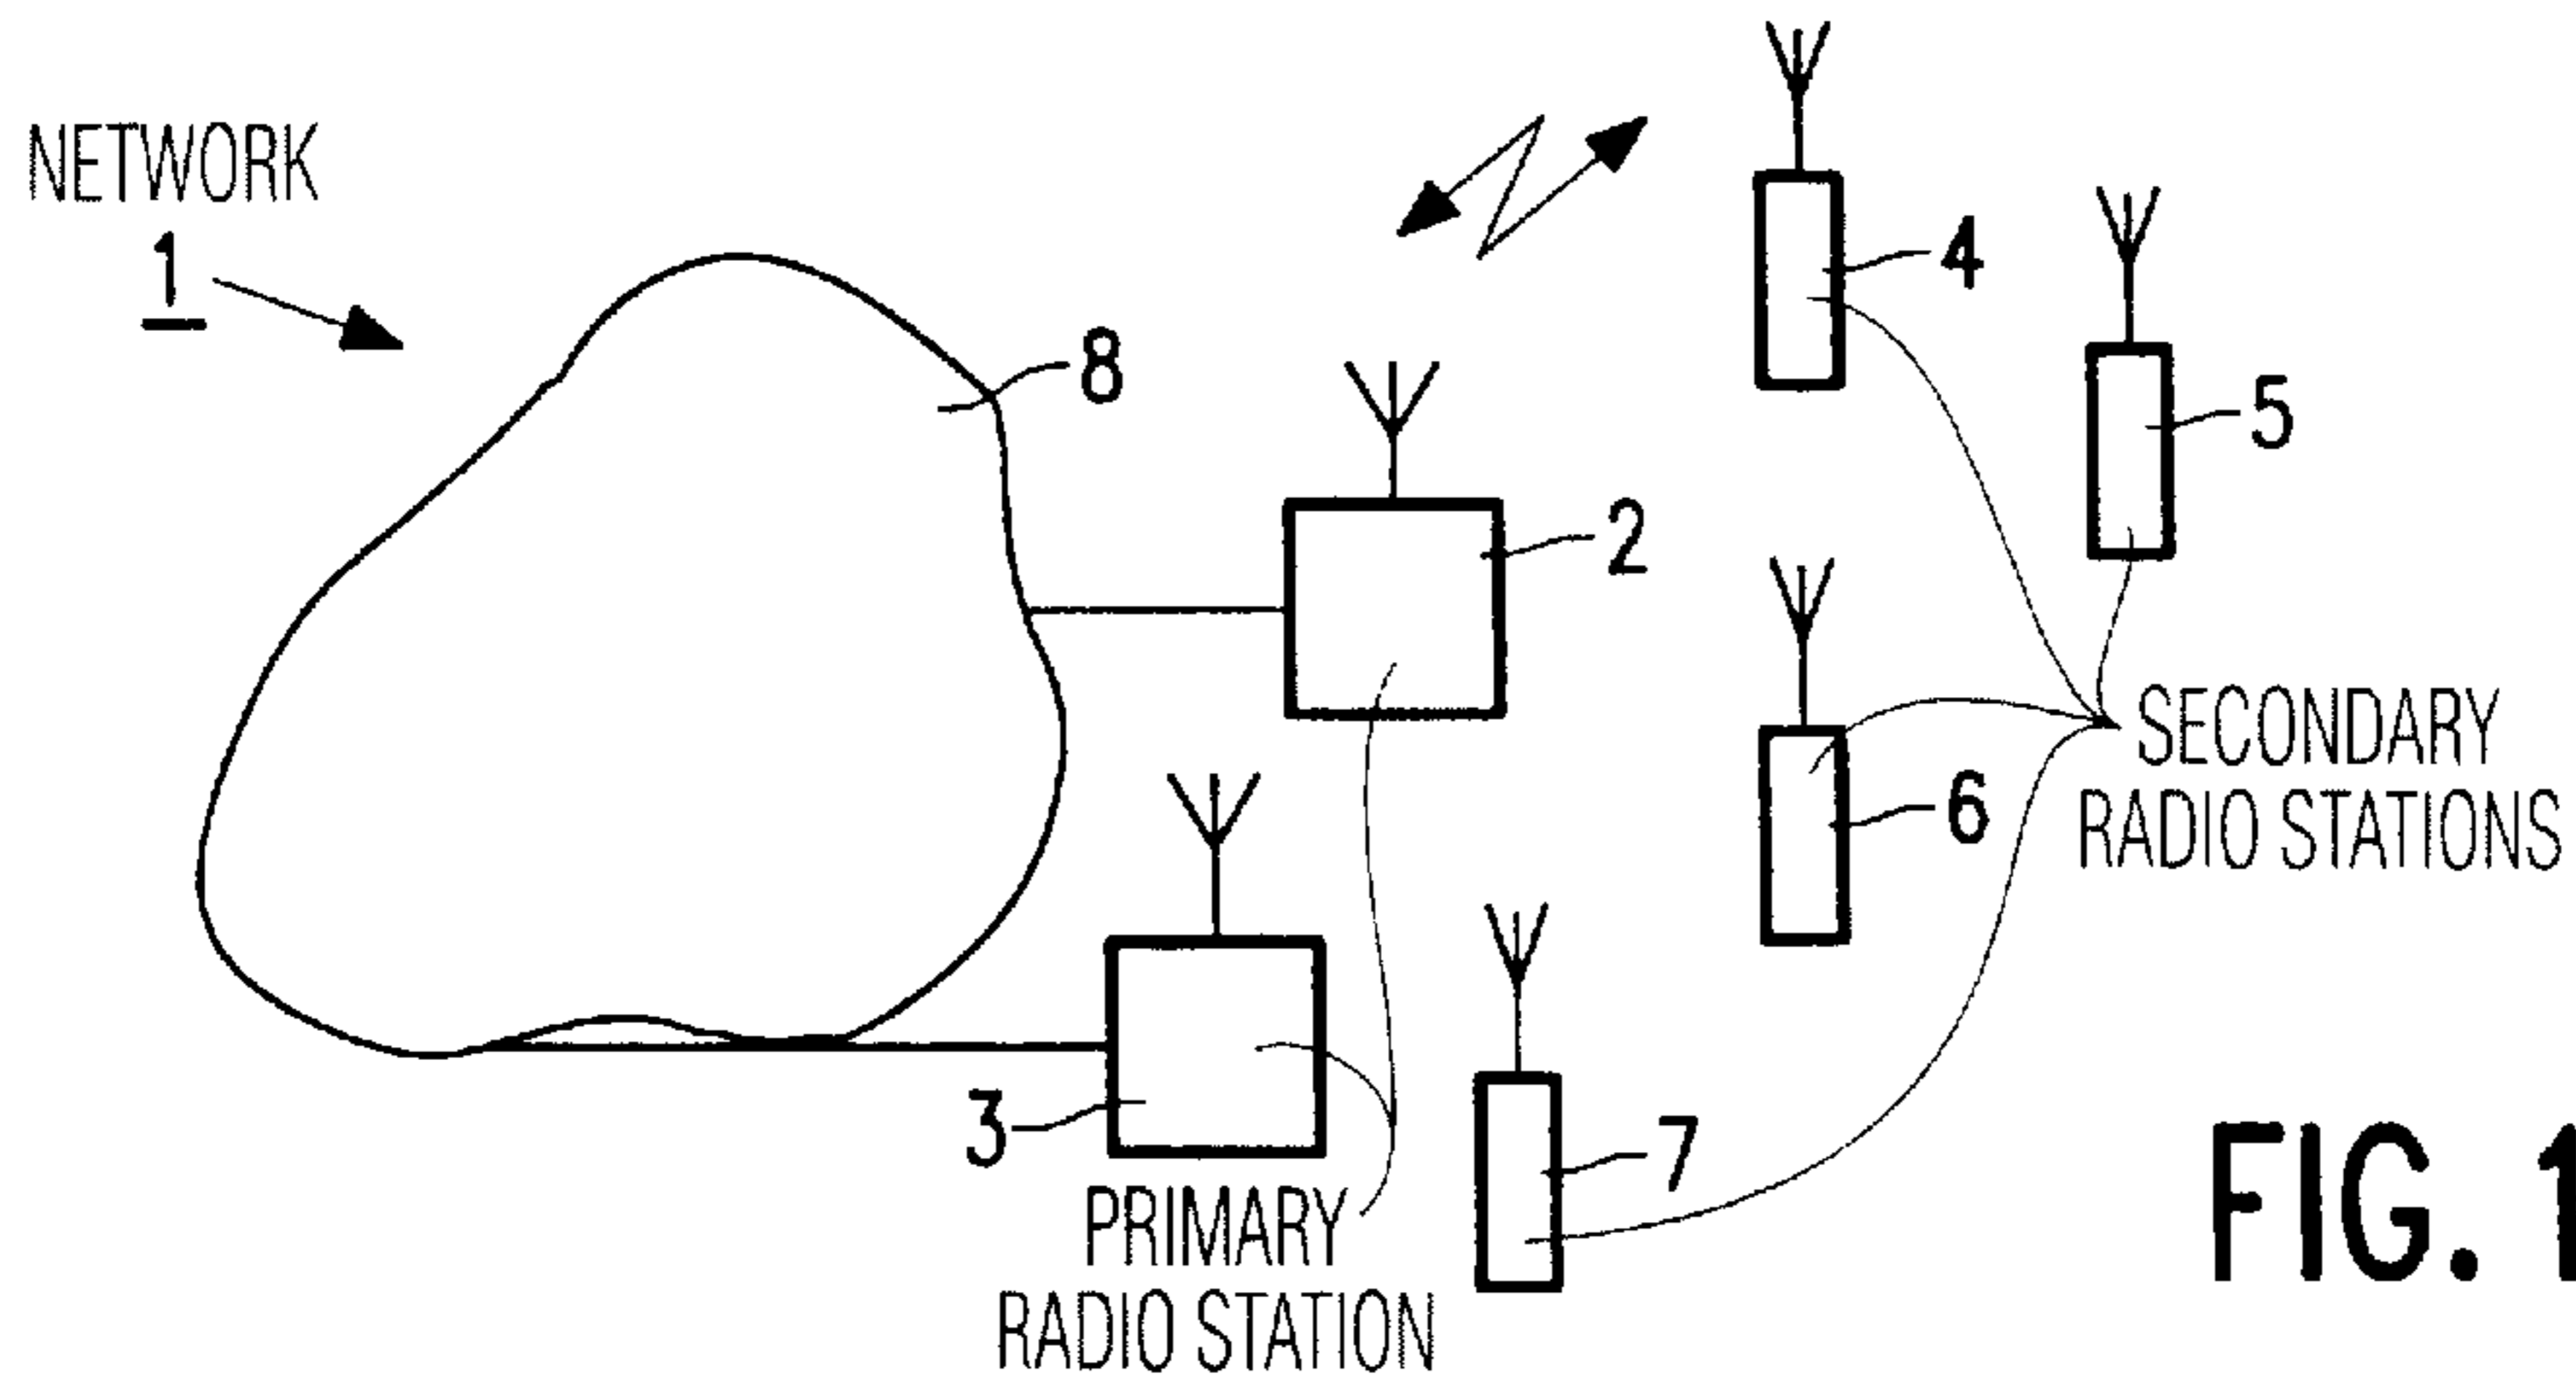 NETWORK
1
8
4
5
2
6
SECONDARY
RADIO STATIONS
3
7
PRIMARY
RADIO STATION
FIG. 1